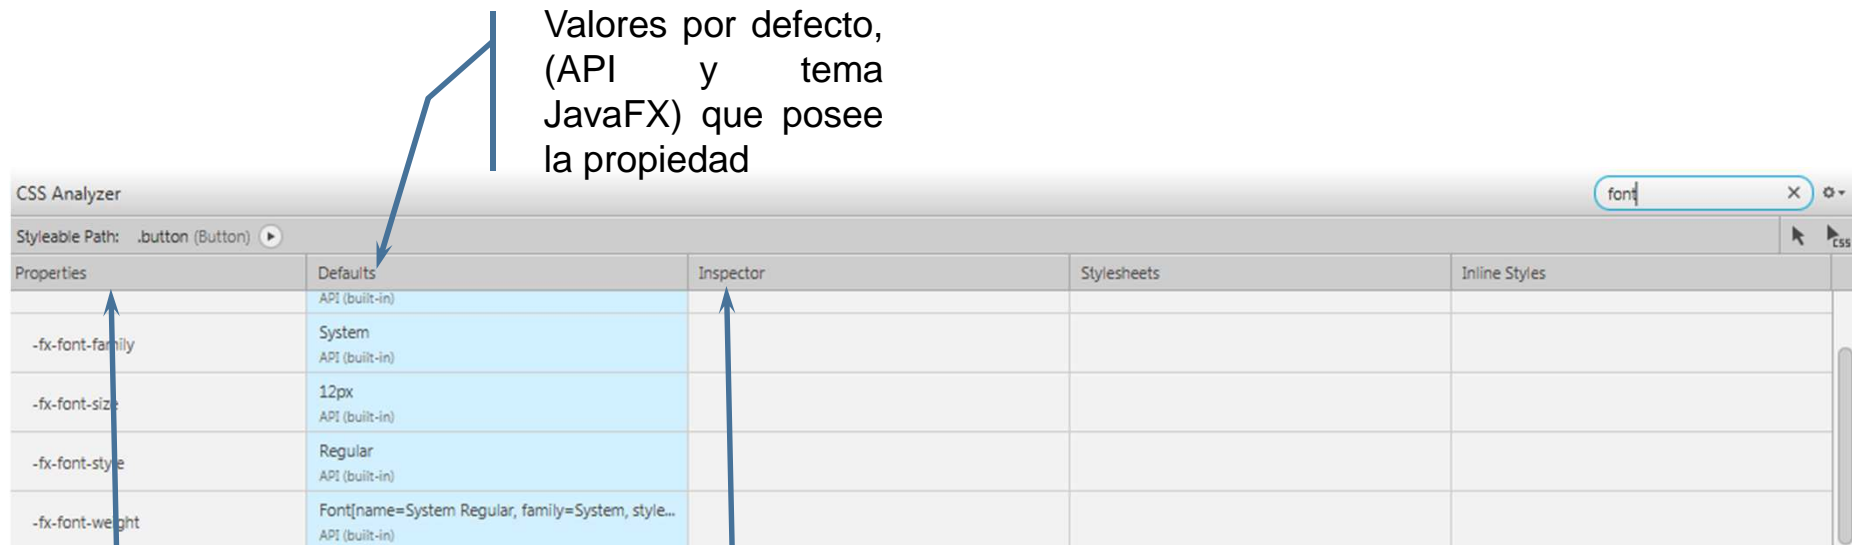 Valores por defecto,
(API y tema
JavaFX) que posee
la propiedad
CSS Analyzer font
Styleable Path: .button (Button) CSS
Properties Defaults Inspector Stylesheets Inline Styles
API (built-in)
-fx-font-family System
API (built-in)
-fx-font-size 12px
API (built-in)
-fx-font-style Regular
API (built-in)
-fx-font-weight Font[name=System Regular, family=System, style...
API (built-in)